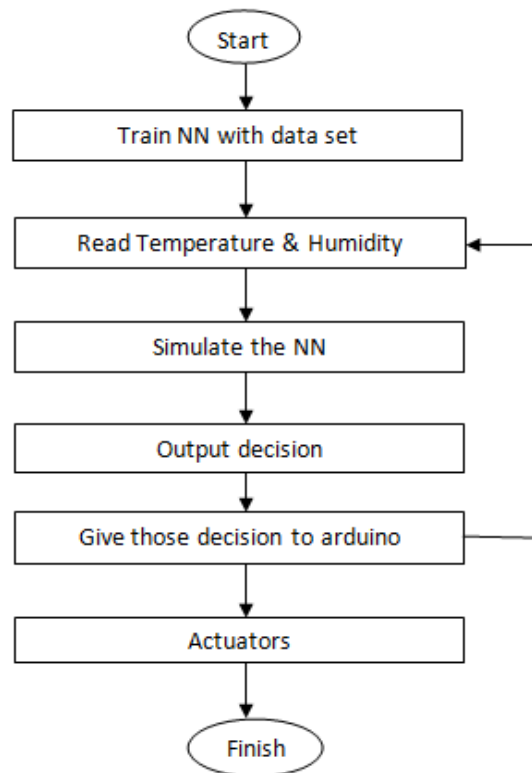 Start
Train NN with data set
Read Temperature & Humidity
Simulate the NN
Output decision
Give those decision to arduino
Actuators
Finish